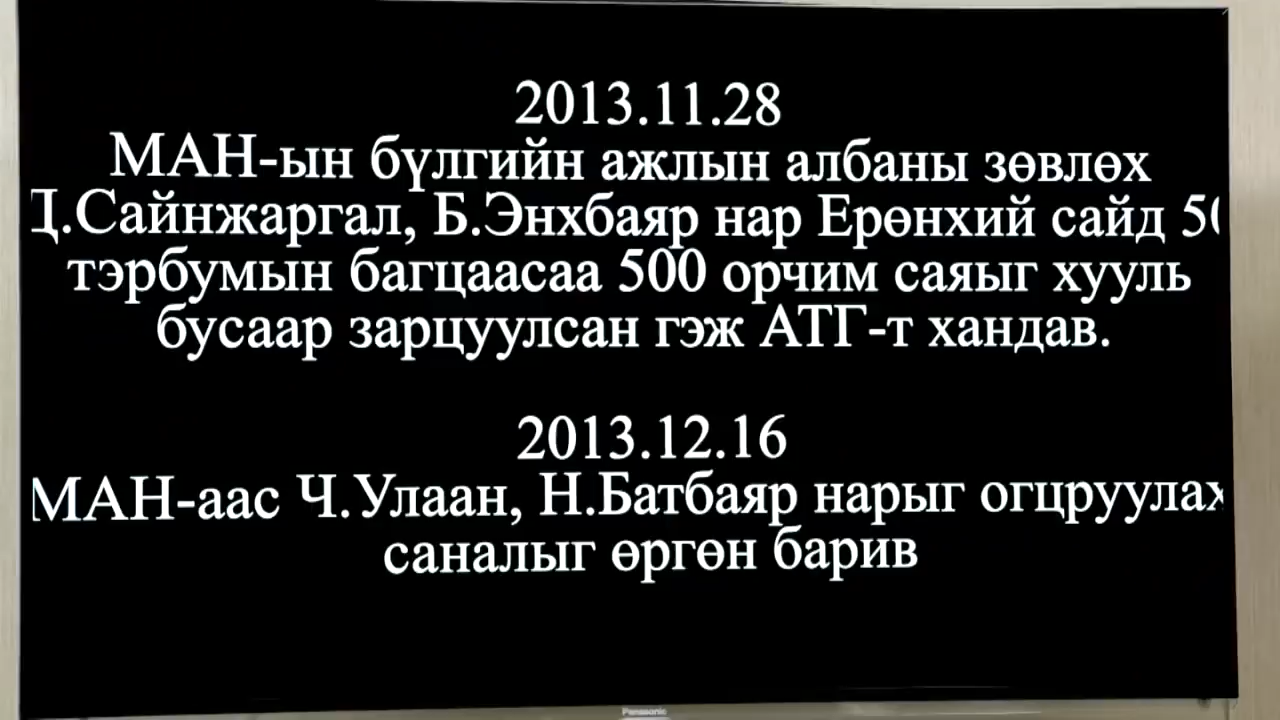 2013.11.28
МАН-ын бүлгийн ажлын албаны зөвлөх
Д.Сайнжаргал, Б.Энхбаяр нар Ерөнхий сайд
тэрбумын багцаасаа 500 орчим саяыг хууль
бусаар зарцуулсан гэж АТГ-т хандав.
2013.12.16
МАН-аас Ч.Улаан, Н.Батбаяр нарыг огцруулах
саналыг өргөн барив
Panasonic